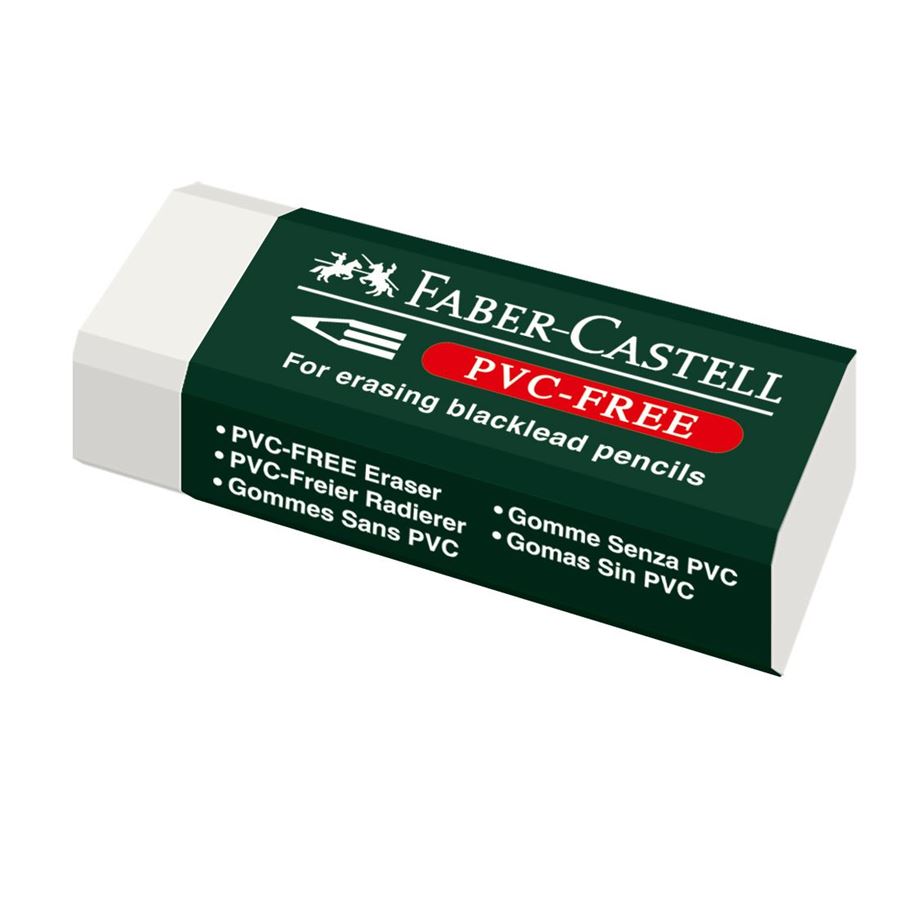 FABER-CASTELL
PVC-FREE
For erasing blacklead pencils
•PVC-FREE Eraser
•PVC-Freier Radierer
•Gommes Sans PVC
•Gomme Senza PVC
•Gomas Sin PVC